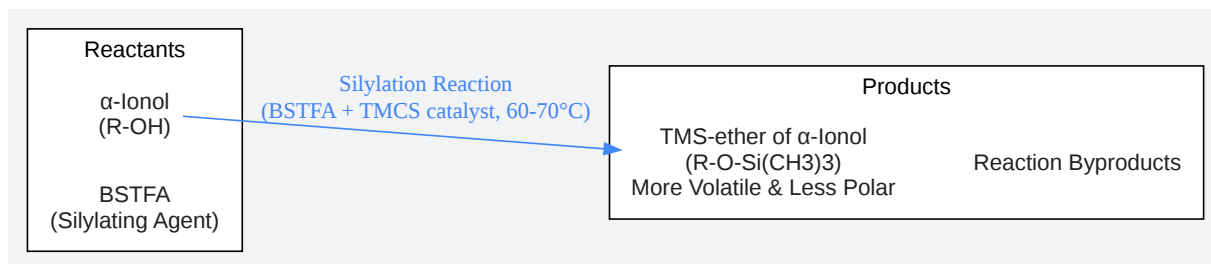 Reactants
α-Ionol
(R-OH)
BSTFA
(Silylating Agent)
Silylation Reaction
(BSTFA + TMCS catalyst, 60-70°C)
Products
TMS-ether of α-Ionol
(R-O-Si(CH3)3)
More Volatile & Less Polar
Reaction Byproducts